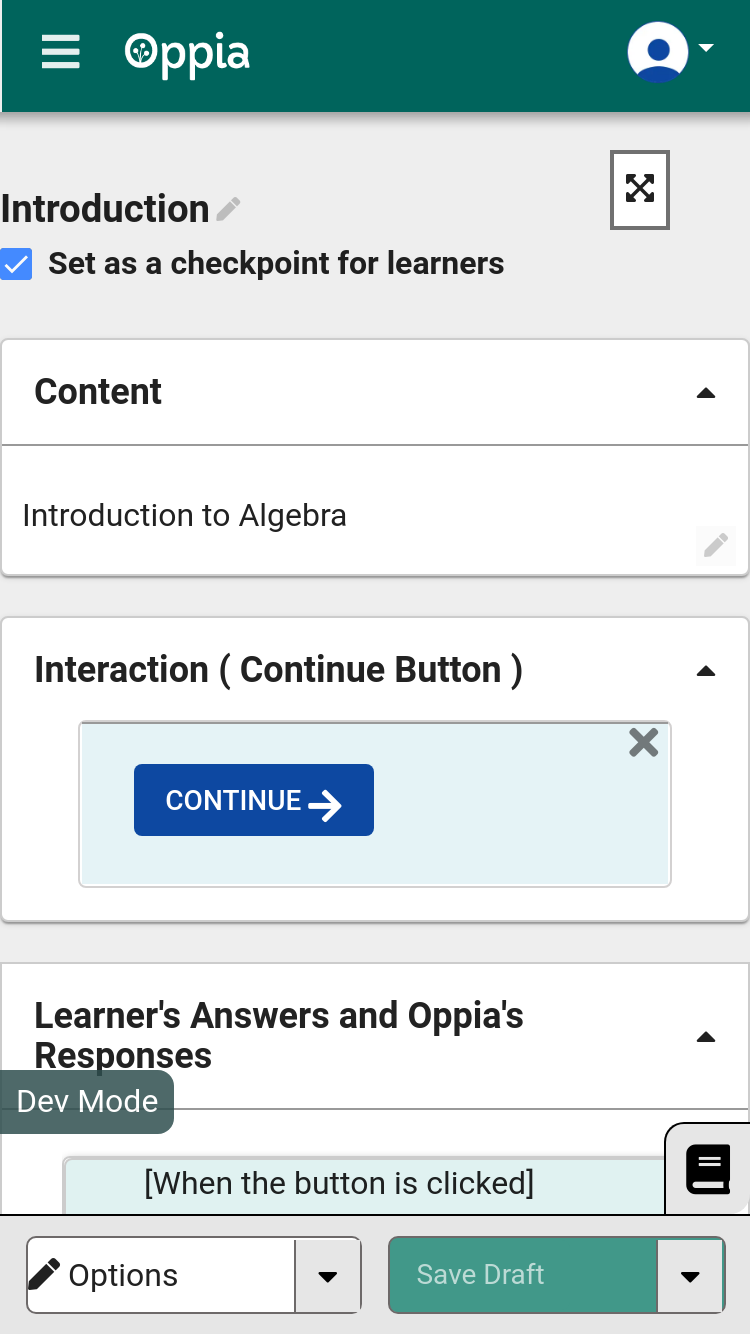 Oppia
Introduction
Set as a checkpoint for learners
Content
Introduction to Algebra
Interaction ( Continue Button )
CONTINUE
Learner's Answers and Oppia's
Responses
Dev Mode
[When the button is clicked]
Options
Save Draft